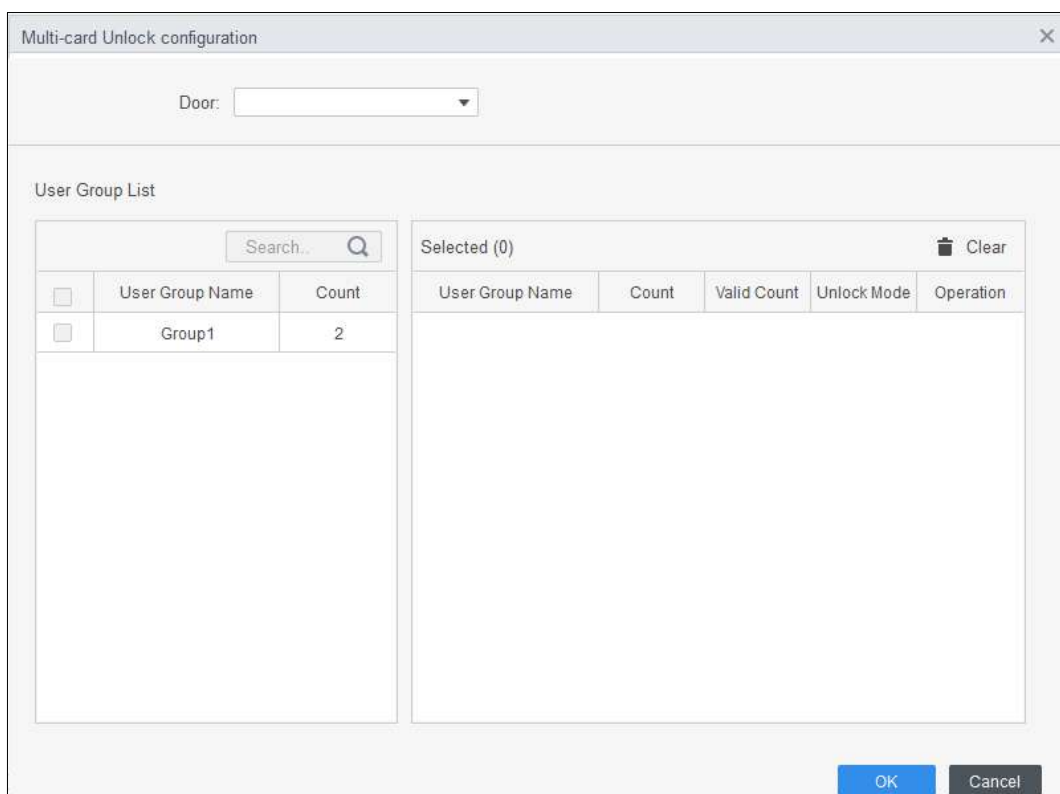 Multi-card Unlock configuration
Door:
User Group List
Search..
Selected (0)
Clear
User Group Name Count
User Group Name Count Valid Count Unlock Mode Operation
Group1 2
OK Cancel